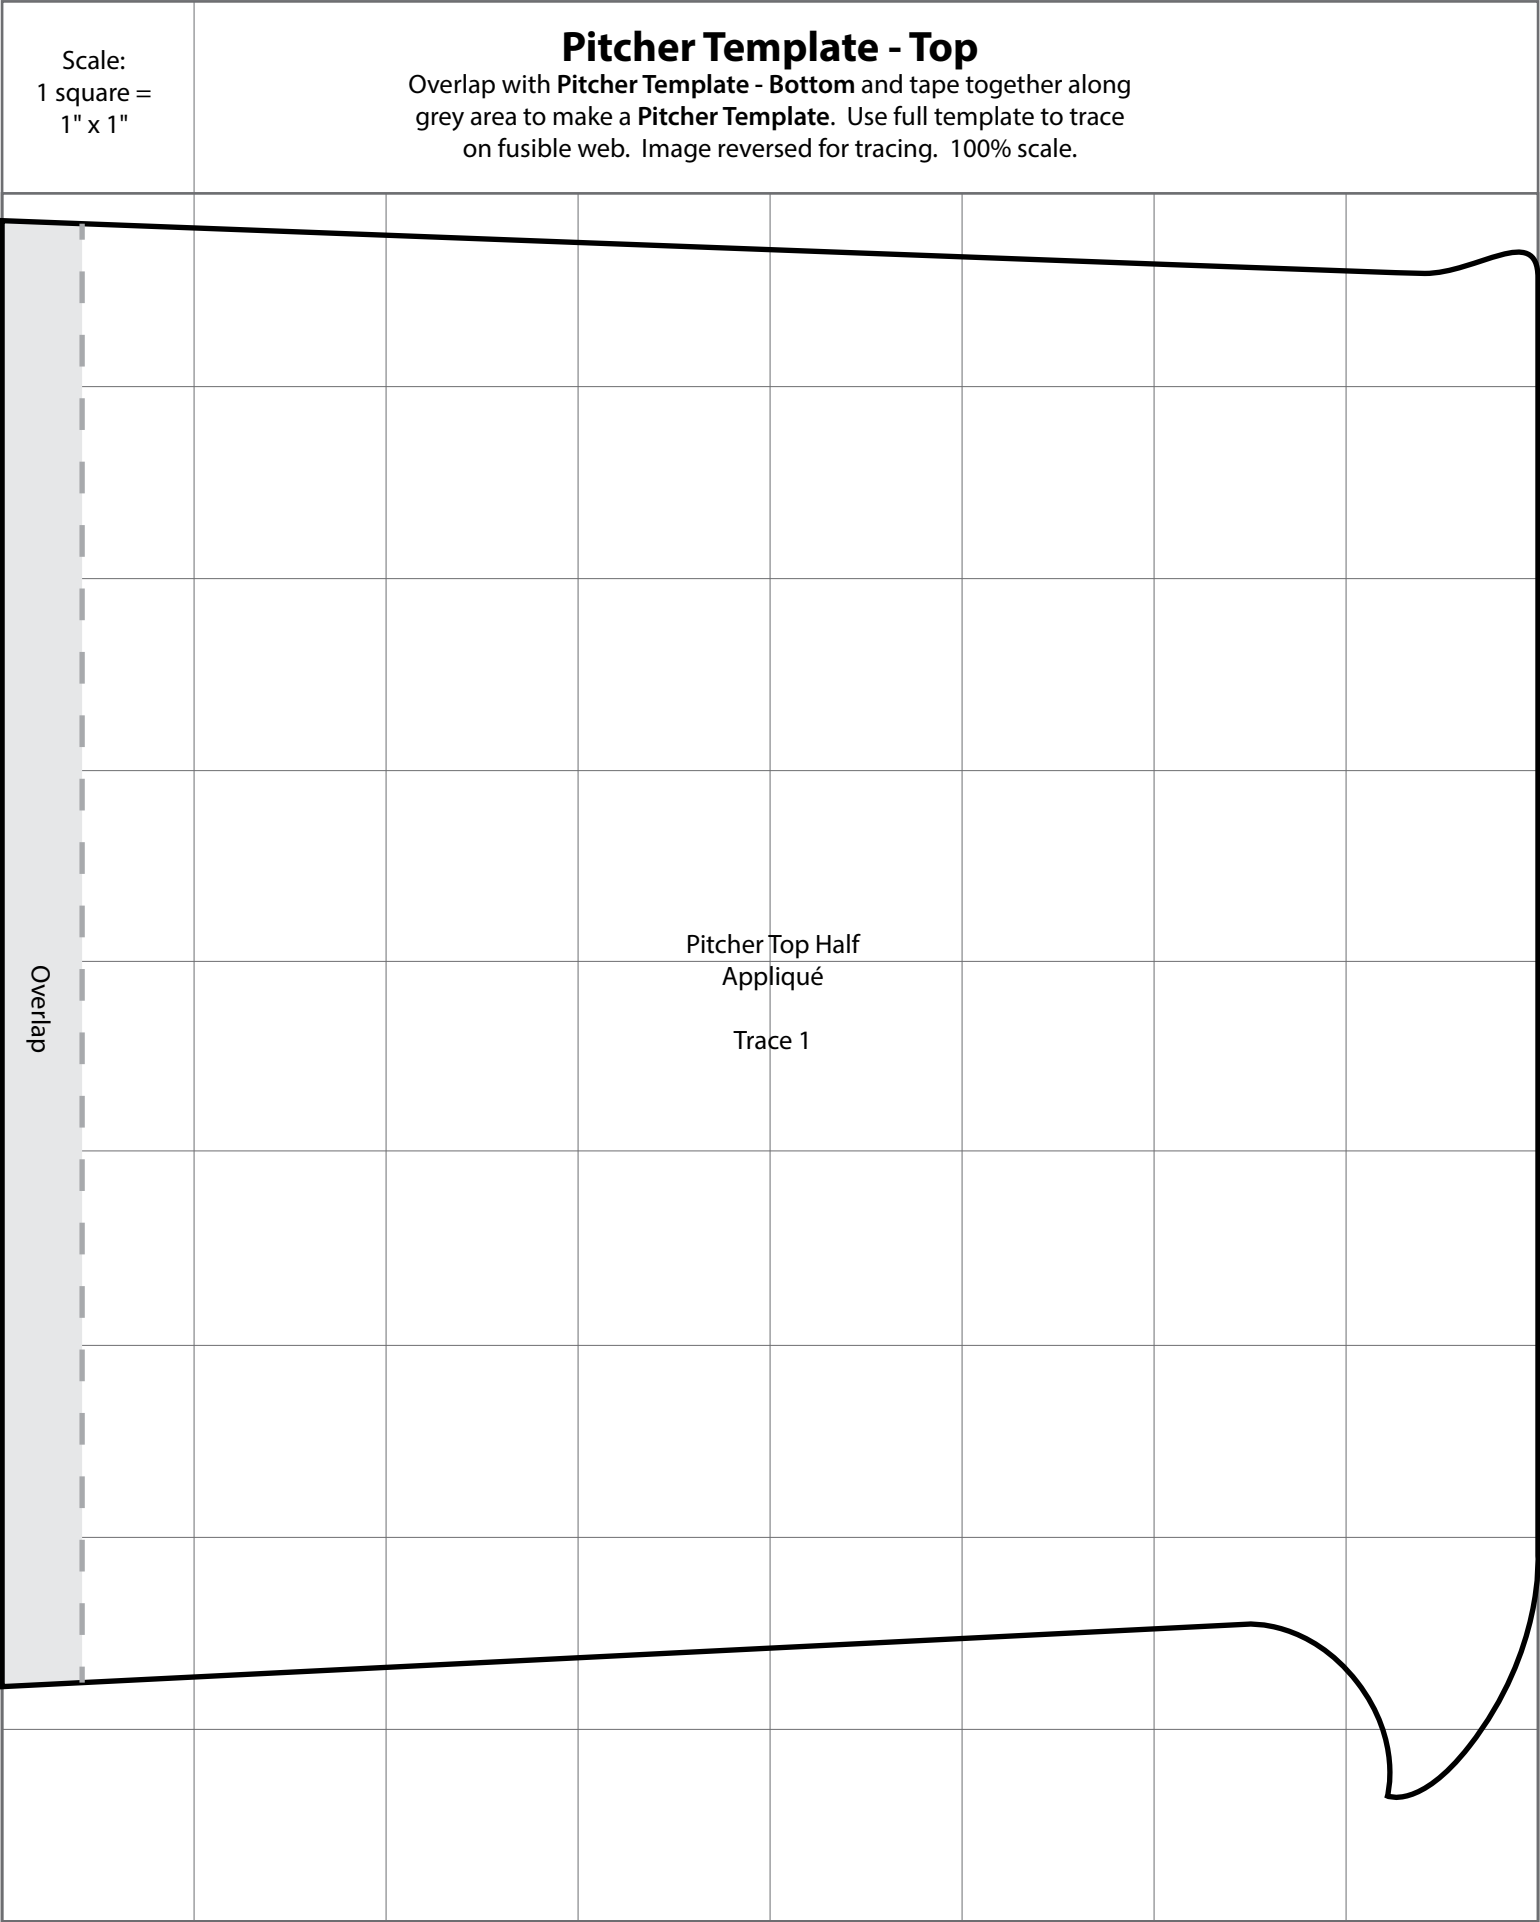 Scale:
1 square =
1" x 1"
Pitcher Template - Top
Overlap with Pitcher Template - Bottom and tape together along
grey area to make a Pitcher Template.  Use full template to trace
on fusible web.  Image reversed for tracing.  100% scale.
Overlap
Pitcher Top Half
Appliqué
Trace 1